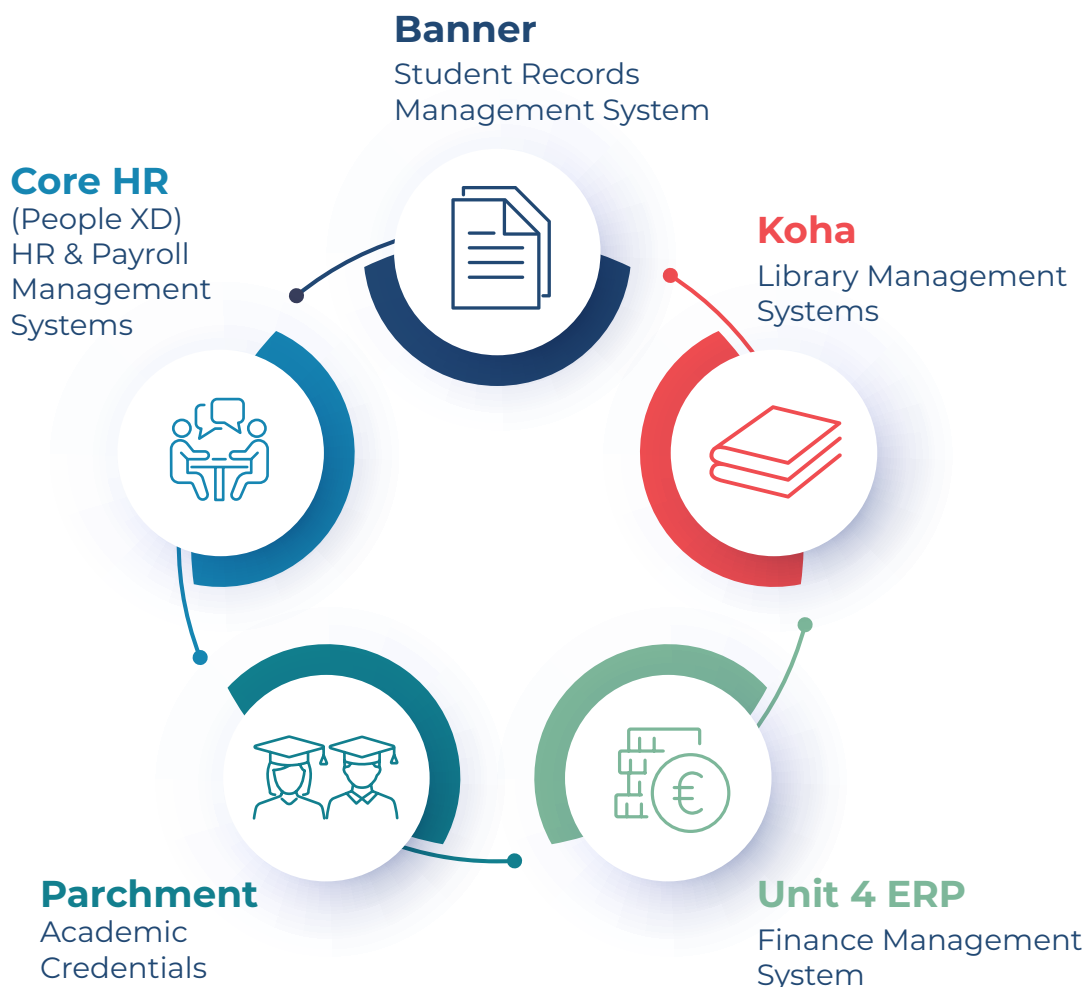 Banner
Student Records
Management System
Core HR
(People XD)
HR & Payroll
Management
Systems
Koha
Library Management
Systems
€
Parchment
Academic
Credentials
Unit 4 ERP
Finance Management
System